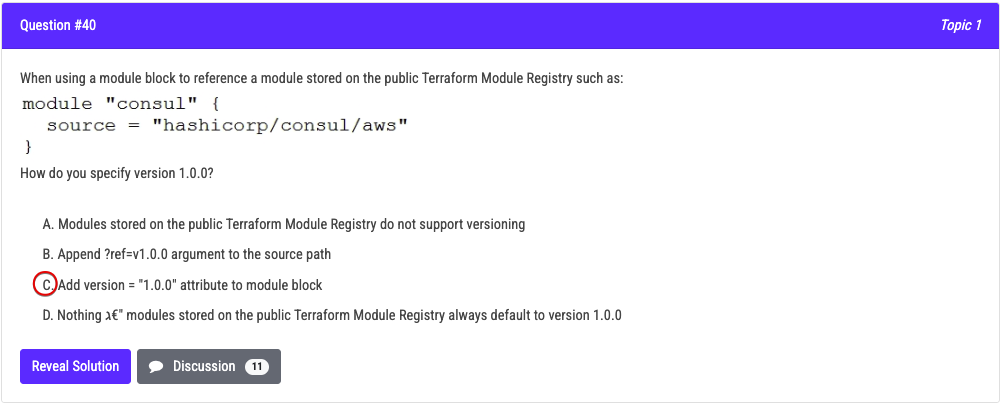 Question #40
Topic 1
When using a module block to reference a module stored on the public Terraform Module Registry such as:
module "consul" {
source = "hashicorp/consul/aws"
}
How do you specify version 1.0.0?
A. Modules stored on the public Terraform Module Registry do not support versioning
B. Append ?ref=v1.0.0 argument to the source path
C. Add version = "1.0.0" attribute to module block
D. Nothing ג€" modules stored on the public Terraform Module Registry always default to version 1.0.0
Reveal Solution
Discussion 11